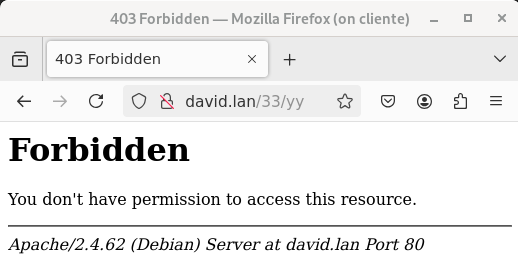 403 Forbidden — Mozilla Firefox (on cliente)
403 Forbidden
david.lan/33/yy
Forbidden
You don't have permission to access this resource.
Apache/2.4.62 (Debian) Server at david.lan Port 80